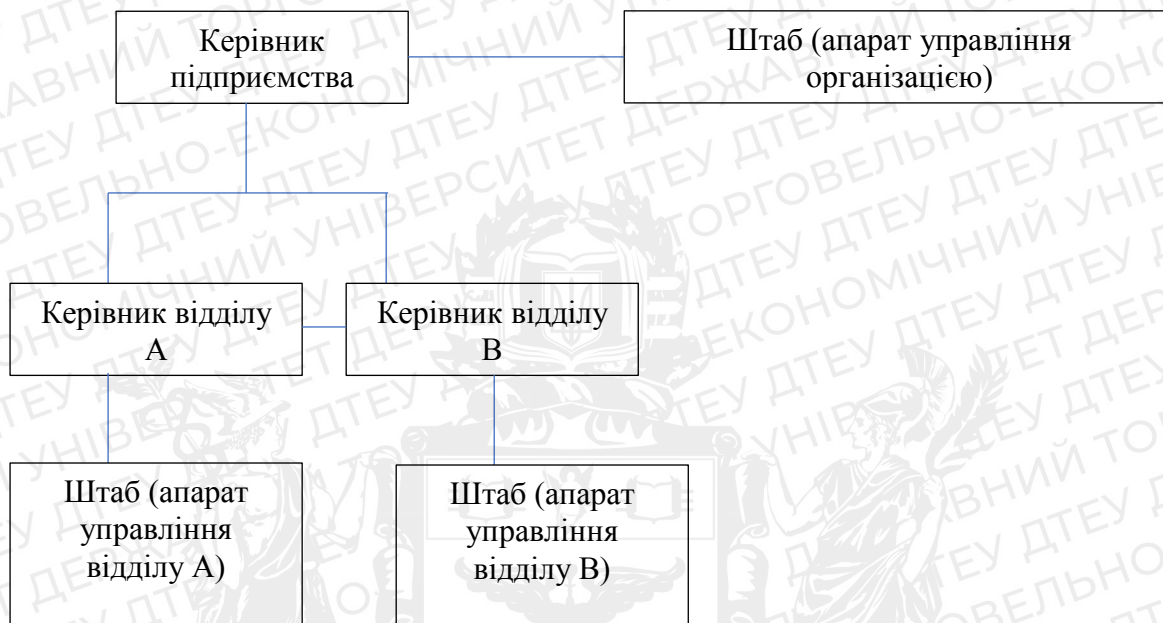 Керівник
підприємства
Штаб (апарат управління
організацією)
Керівник відділу
А
Керівник відділу
В
Штаб (апарат
управління
відділу А)
Штаб (апарат
управління
відділу В)